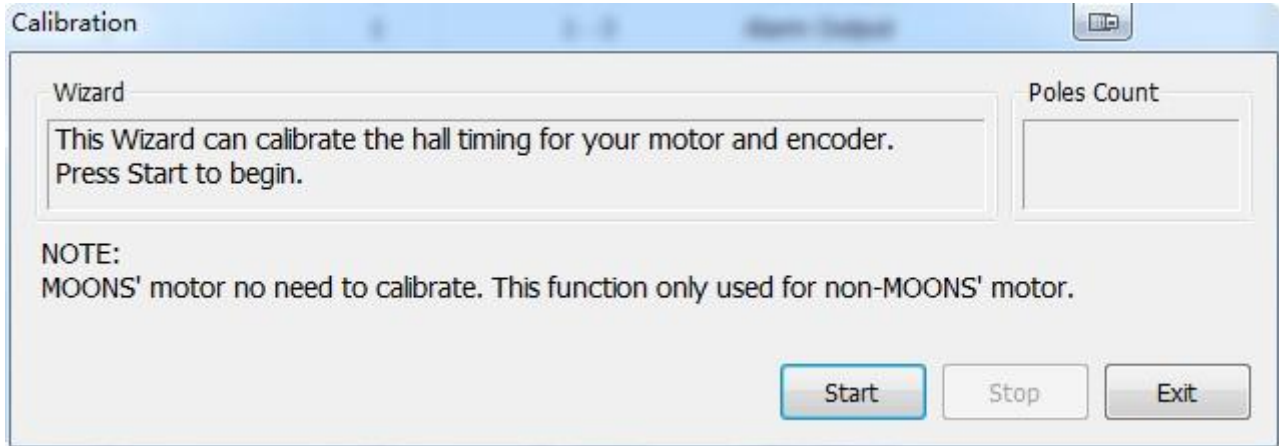 Calibration
Wizard
This Wizard can calibrate the hall timing for your motor and encoder.
Press Start to begin.
Poles Count
NOTE:
MOONS' motor no need to calibrate. This function only used for non-MOONS' motor.
Start
Stop
Exit